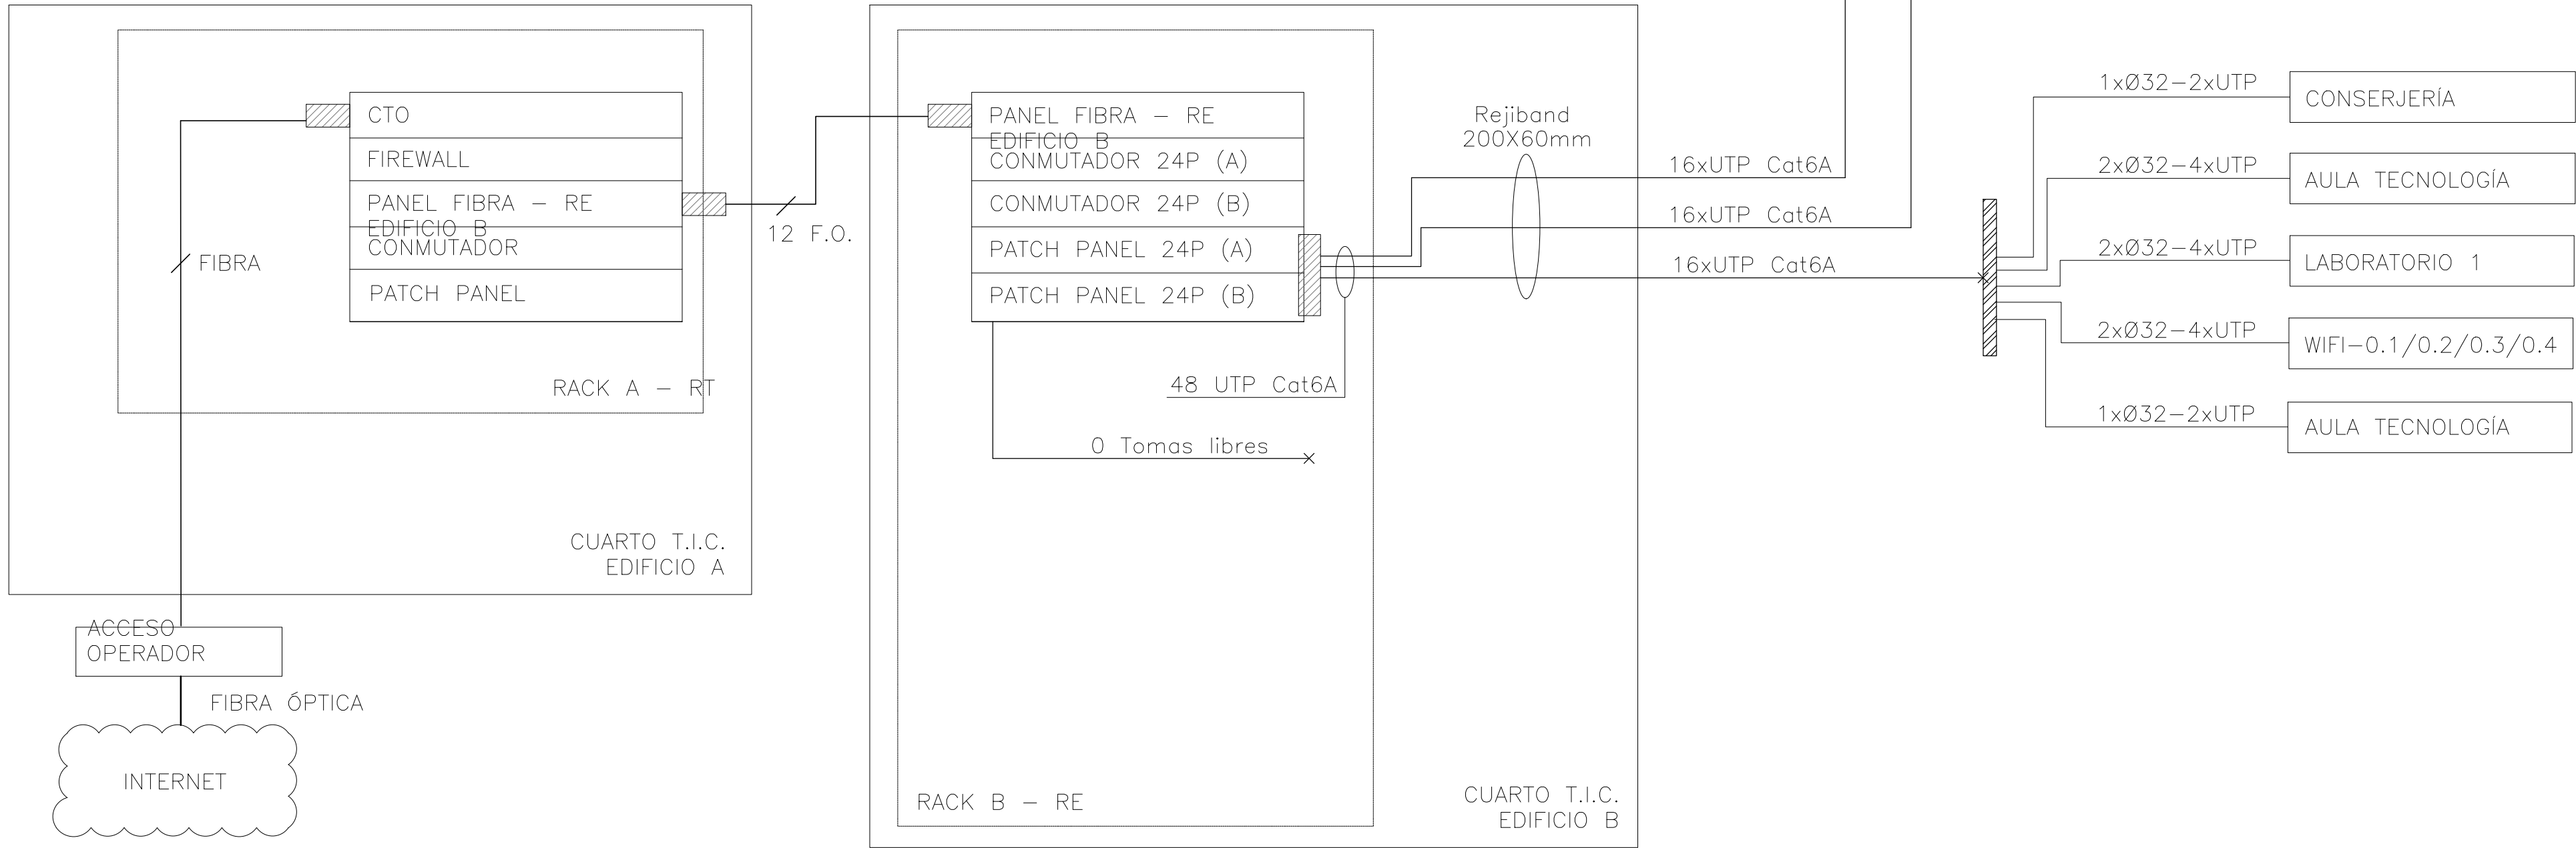 CTO
FIREWALL
PANEL FIBRA – RE
EDIFICIO B
CONMUTADOR
PATCH PANEL
FIBRA
RACK A – RT
CUARTO T.I.C.
EDIFICIO A
ACCESO
OPERADOR
FIBRA ÓPTICA
INTERNET
12 F.O.
PANEL FIBRA – RE
EDIFICIO B
CONMUTADOR 24P (A)
CONMUTADOR 24P (B)
PATCH PANEL 24P (A)
PATCH PANEL 24P (B)
48 UTP Cat6A
0 Tomas libres
RACK B – RE
CUARTO T.I.C.
EDIFICIO B
Rejiband
200X60mm
16xUTP Cat6A
16xUTP Cat6A
16xUTP Cat6A
1xØ32-2xUTP
CONSERJERÍA
2xØ32-4xUTP
AULA TECNOLOGÍA
2xØ32-4xUTP
LABORATORIO 1
2xØ32-4xUTP
WIFI-0.1/0.2/0.3/0.4
1xØ32-2xUTP
AULA TECNOLOGÍA